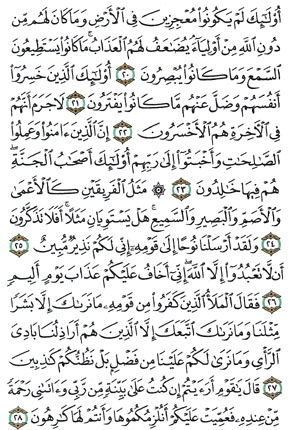 أُو۟لَـٰٓئِكَ لَمْ يَكُونُوا۟ مُعْجِزِينَ فِى ٱلْأَرْضِ وَمَا كَانَ لَهُم مِّن
دُونِ ٱللَّهِ مِنْ أَوْلِيَآءَ ۘ يُضَـٰعَفُ لَهُمُ ٱلْعَذَابُ ۚ مَا كَانُوا۟ يَسْتَطِيعُونَ
ٱلسَّمْعَ وَمَا كَانُوا۟ يُبْصِرُونَ ٢٠ أُو۟لَـٰٓئِكَ ٱلَّذِينَ خَسِرُوٓا۟
أَنفُسَهُمْ وَضَلَّ عَنْهُم مَّا كَانُوا۟ يَفْتَرُونَ ٢١ لَا جَرَمَ أَنَّهُمْ
فِى ٱلْـَٔاخِرَةِ هُمُ ٱلْأَخْسَرُونَ ٢٢ إِنَّ ٱلَّذِينَ ءَامَنُوا۟ وَعَمِلُوا۟
ٱلصَّـٰلِحَـٰتِ وَأَخْبَتُوٓا۟ إِلَىٰ رَبِّهِمْ أُو۟لَـٰٓئِكَ أَصْحَـٰبُ ٱلْجَنَّةِ ۖ
هُمْ فِيهَا خَـٰلِدُونَ ٢٣ ۞ مَثَلُ ٱلْفَرِيقَيْنِ كَٱلْأَعْمَىٰ
وَٱلْأَصَمِّ وَٱلْبَصِيرِ وَٱلسَّمِيعِ ۚ هَلْ يَسْتَوِيَانِ مَثَلًا ۚ أَفَلَا تَذَكَّرُونَ
٢٤ وَلَقَدْ أَرْسَلْنَا نُوحًا إِلَىٰ قَوْمِهِۦٓ إِنِّى لَكُمْ نَذِيرٌ مُّبِينٌ ٢٥
أَن لَّا تَعْبُدُوٓا۟ إِلَّا ٱللَّهَ ۖ إِنِّىٓ أَخَافُ عَلَيْكُمْ عَذَابَ يَوْمٍ أَلِيمٍ
٢٦ فَقَالَ ٱلْمَلَأُ ٱلَّذِينَ كَفَرُوا۟ مِن قَوْمِهِۦ مَا نَرَىٰكَ إِلَّا بَشَرًا
مِّثْلَنَا وَمَا نَرَىٰكَ ٱتَّبَعَكَ إِلَّا ٱلَّذِينَ هُمْ أَرَاذِلُنَا بَادِىَ
ٱلرَّأْىِ وَمَا نَرَىٰ لَكُمْ عَلَيْنَا مِن فَضْلٍۭ بَلْ نَظُنُّكُمْ كَـٰذِبِينَ
٢٧ قَالَ يَـٰقَوْمِ أَرَءَيْتُمْ إِن كُنتُ عَلَىٰ بَيِّنَةٍ مِّن رَّبِّى وَءَاتَىٰنِى رَحْمَةً
مِّنْ عِندِهِۦ فَعُمِّيَتْ عَلَيْكُمْ أَنُلْزِمُكُمُوهَا وَأَنتُمْ لَهَا كَـٰرِهُونَ ٢٨